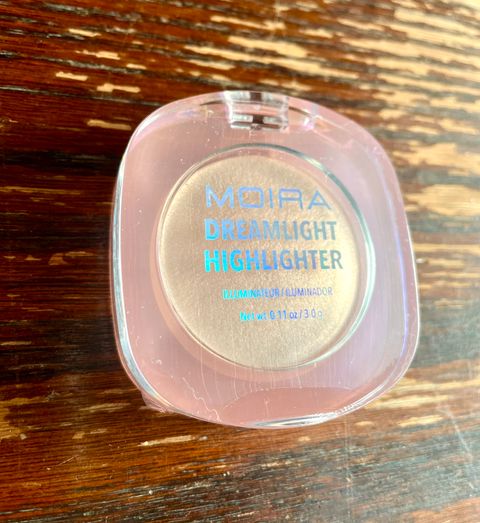 MOIRA
DREAMLIGHT
HIGHLIGHTER
ILLUMINATEUR / ILUMINADOR
Net wt. 0.11 oz / 3.0 g